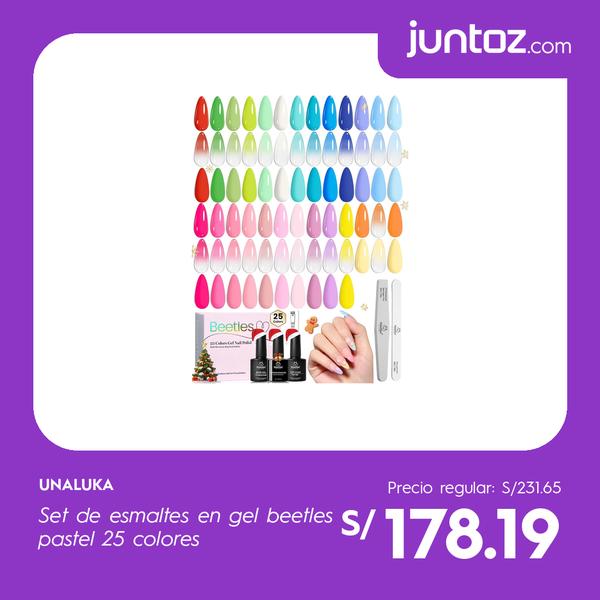 juntoz.com
Beetles
25
Colors
UNALUKA
Set de esmaltes en gel beetles
pastel 25 colores
Precio regular: S/231.65
S/178.19